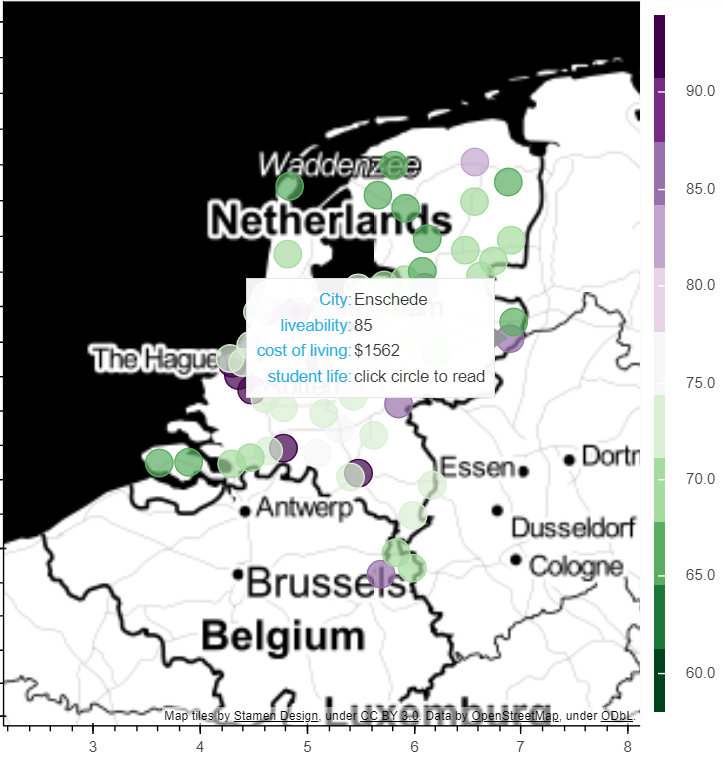 Waddenzee
Netherlands
90.0
85.0
80.0
75.0
70.0
65.0
60.0
City: Enschede
liveability: 85
cost of living: $1562
student life: click circle to read
The Hague
Essen
Dortr
Antwerp
Dusseldorf
Cologne
Brussels
Belgium
Luxemburg
Map tiles by Stamen Design, under CC BY 3.0. Data by OpenStreetMap, under ODbL.
3 4 5 6 7 8